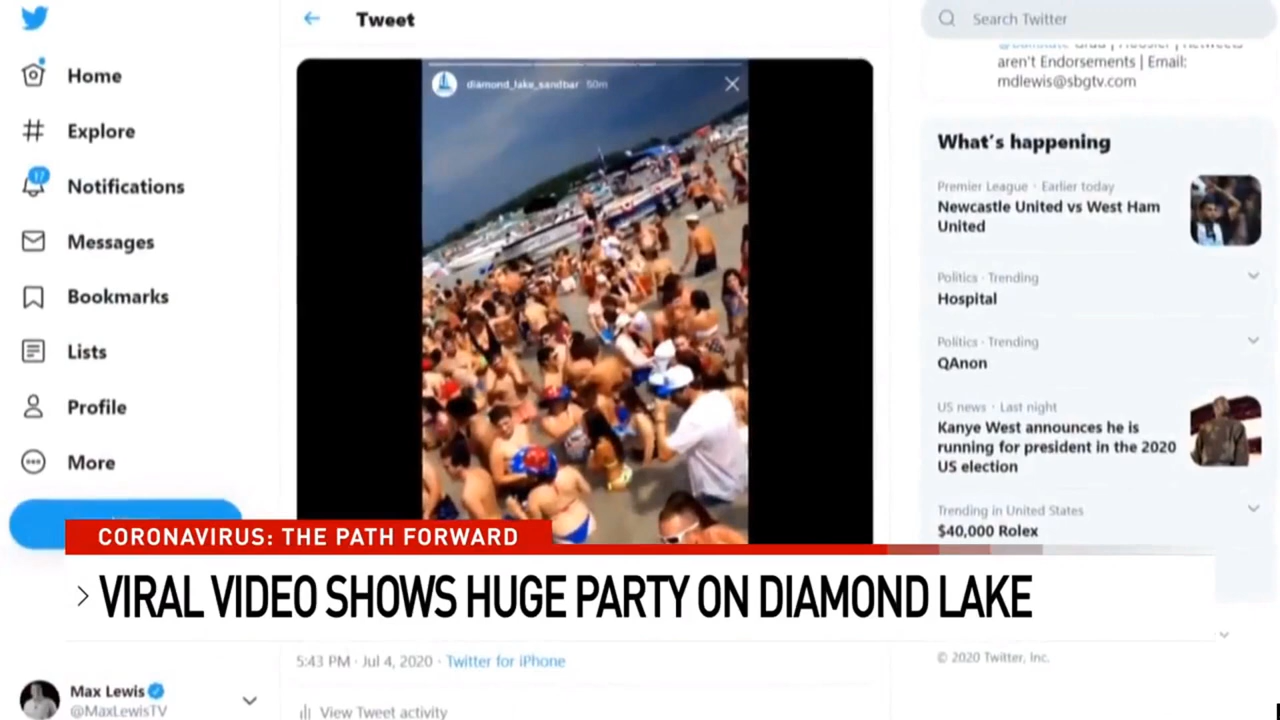 Tweet
Search Twitter
Home
Explore
17
Notifications
Messages
Bookmarks
Lists
Profile
More
diamond_lake_sandbar 50m
aren't Endorsements | Email:
mdlewis@sbgtv.com
What's happening
Premier League · Earlier today
Newcastle United vs West Ham
United
Politics · Trending
Hospital
Politics · Trending
QAnon
US news · Last night
Kanye West announces he is
running for president in the 2020
US election
Trending in United States
$40,000 Rolex
CORONAVIRUS: THE PATH FORWARD
VIRAL VIDEO SHOWS HUGE PARTY ON DIAMOND LAKE
5:43 PM · Jul 4, 2020 · Twitter for iPhone
© 2020 Twitter, Inc.
Max Lewis
@MaxLewisTV
View Tweet activity